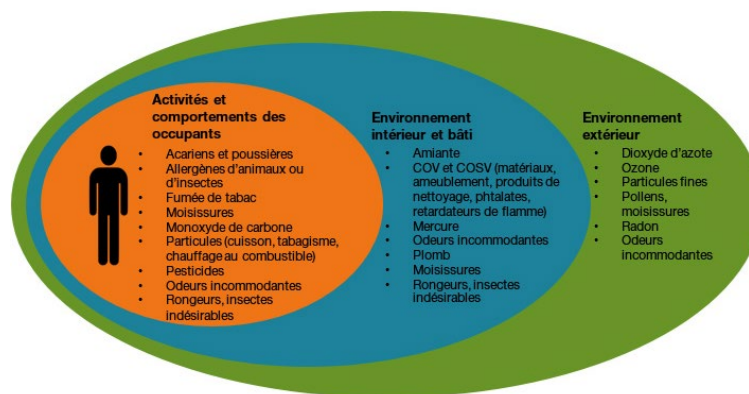 Activités et
comportements des
occupants
• Acariens et poussières
• Allergènes d'animaux ou
d'insectes
• Fumée de tabac
• Moisissures
• Monoxyde de carbone
• Particules (cuisson, tabagisme,
chauffage au combustible)
• Pesticides
• Odeurs incommodantes
• Rongeurs, insectes
indésirables
Environnement
intérieur et bâti
• Amiante
• COV et COSV (matériaux,
ameublement, produits de
nettoyage, phtalates,
retardateurs de flamme)
• Mercure
• Odeurs incommodantes
• Plomb
• Moisissures
• Rongeurs, insectes
indésirables
Environnement
extérieur
• Dioxyde d'azote
• Ozone
• Particules fines
• Pollens,
moisissures
• Radon
• Odeurs
incommodantes